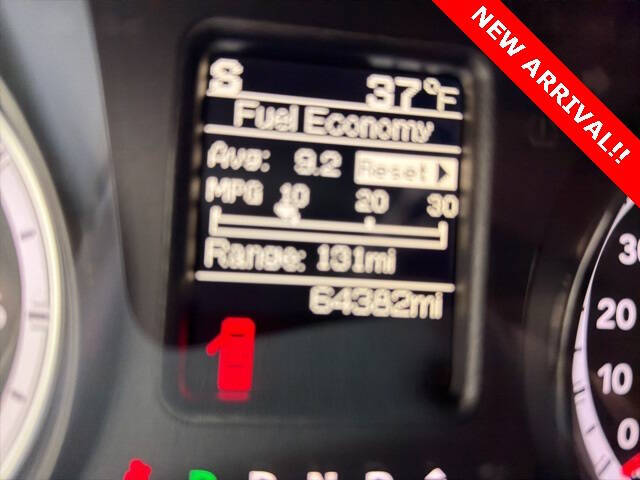 NEW ARRIVAL!!
S 37°F
Fuel Economy
Avg: 9.2 Reset
MPG 10 20 30
Range: 131mi
64382mi
30
20
10
0
P R N D